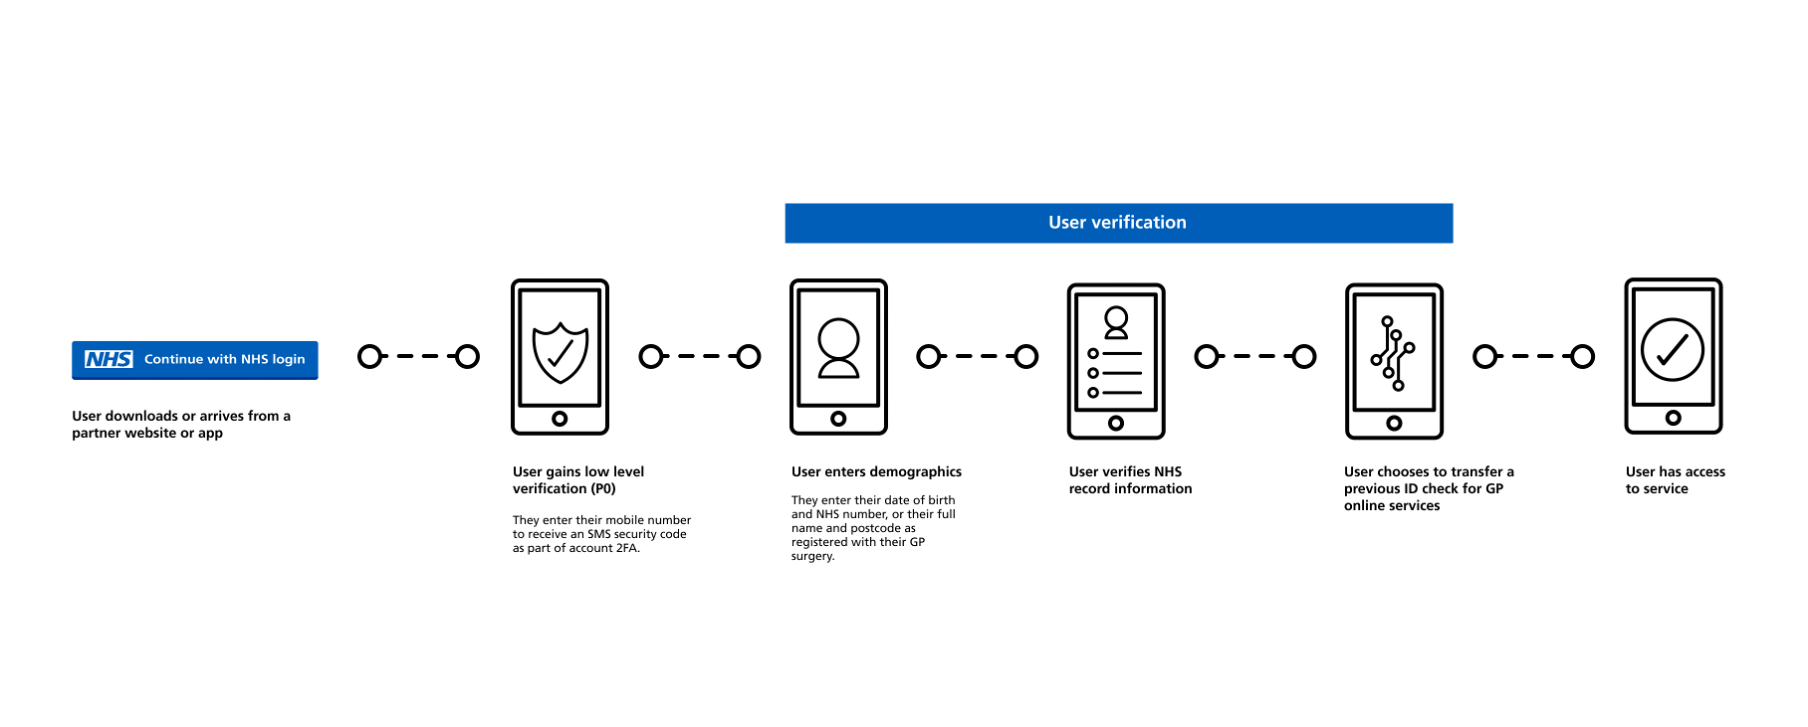 User verification
NHS Continue with NHS login
User downloads or arrives from a
partner website or app
User gains low level
verification (P0)
They enter their mobile number
to receive an SMS security code
as part of account 2FA.
User enters demographics
They enter their date of birth
and NHS number, or their full
name and postcode as
registered with their GP
surgery.
User verifies NHS
record information
User chooses to transfer a
previous ID check for GP
online services
User has access
to service